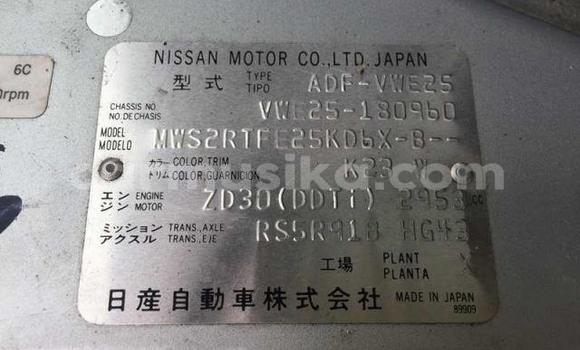 6C
rpm
NISSAN MOTOR CO.,LTD.JAPAN
型式 TYPE TIPO ADF-VWE25
CHASSIS NO. NO.DE CHASIS VWE25-180960
MODEL MODELO MWS2RTFE25KD6X-B--
カラー トリム COLOR,TRIM COLOR,GUARNICION K23 W
エンジン ENGINE MOTOR ZD30(DDTi) 2953 cc
ミッション アクスル TRANS.,AXLE TRANS.,EJE RS5R91B HG43
工場 PLANT PLANTA
日産自動車株式会社 MADE IN JAPAN
89909